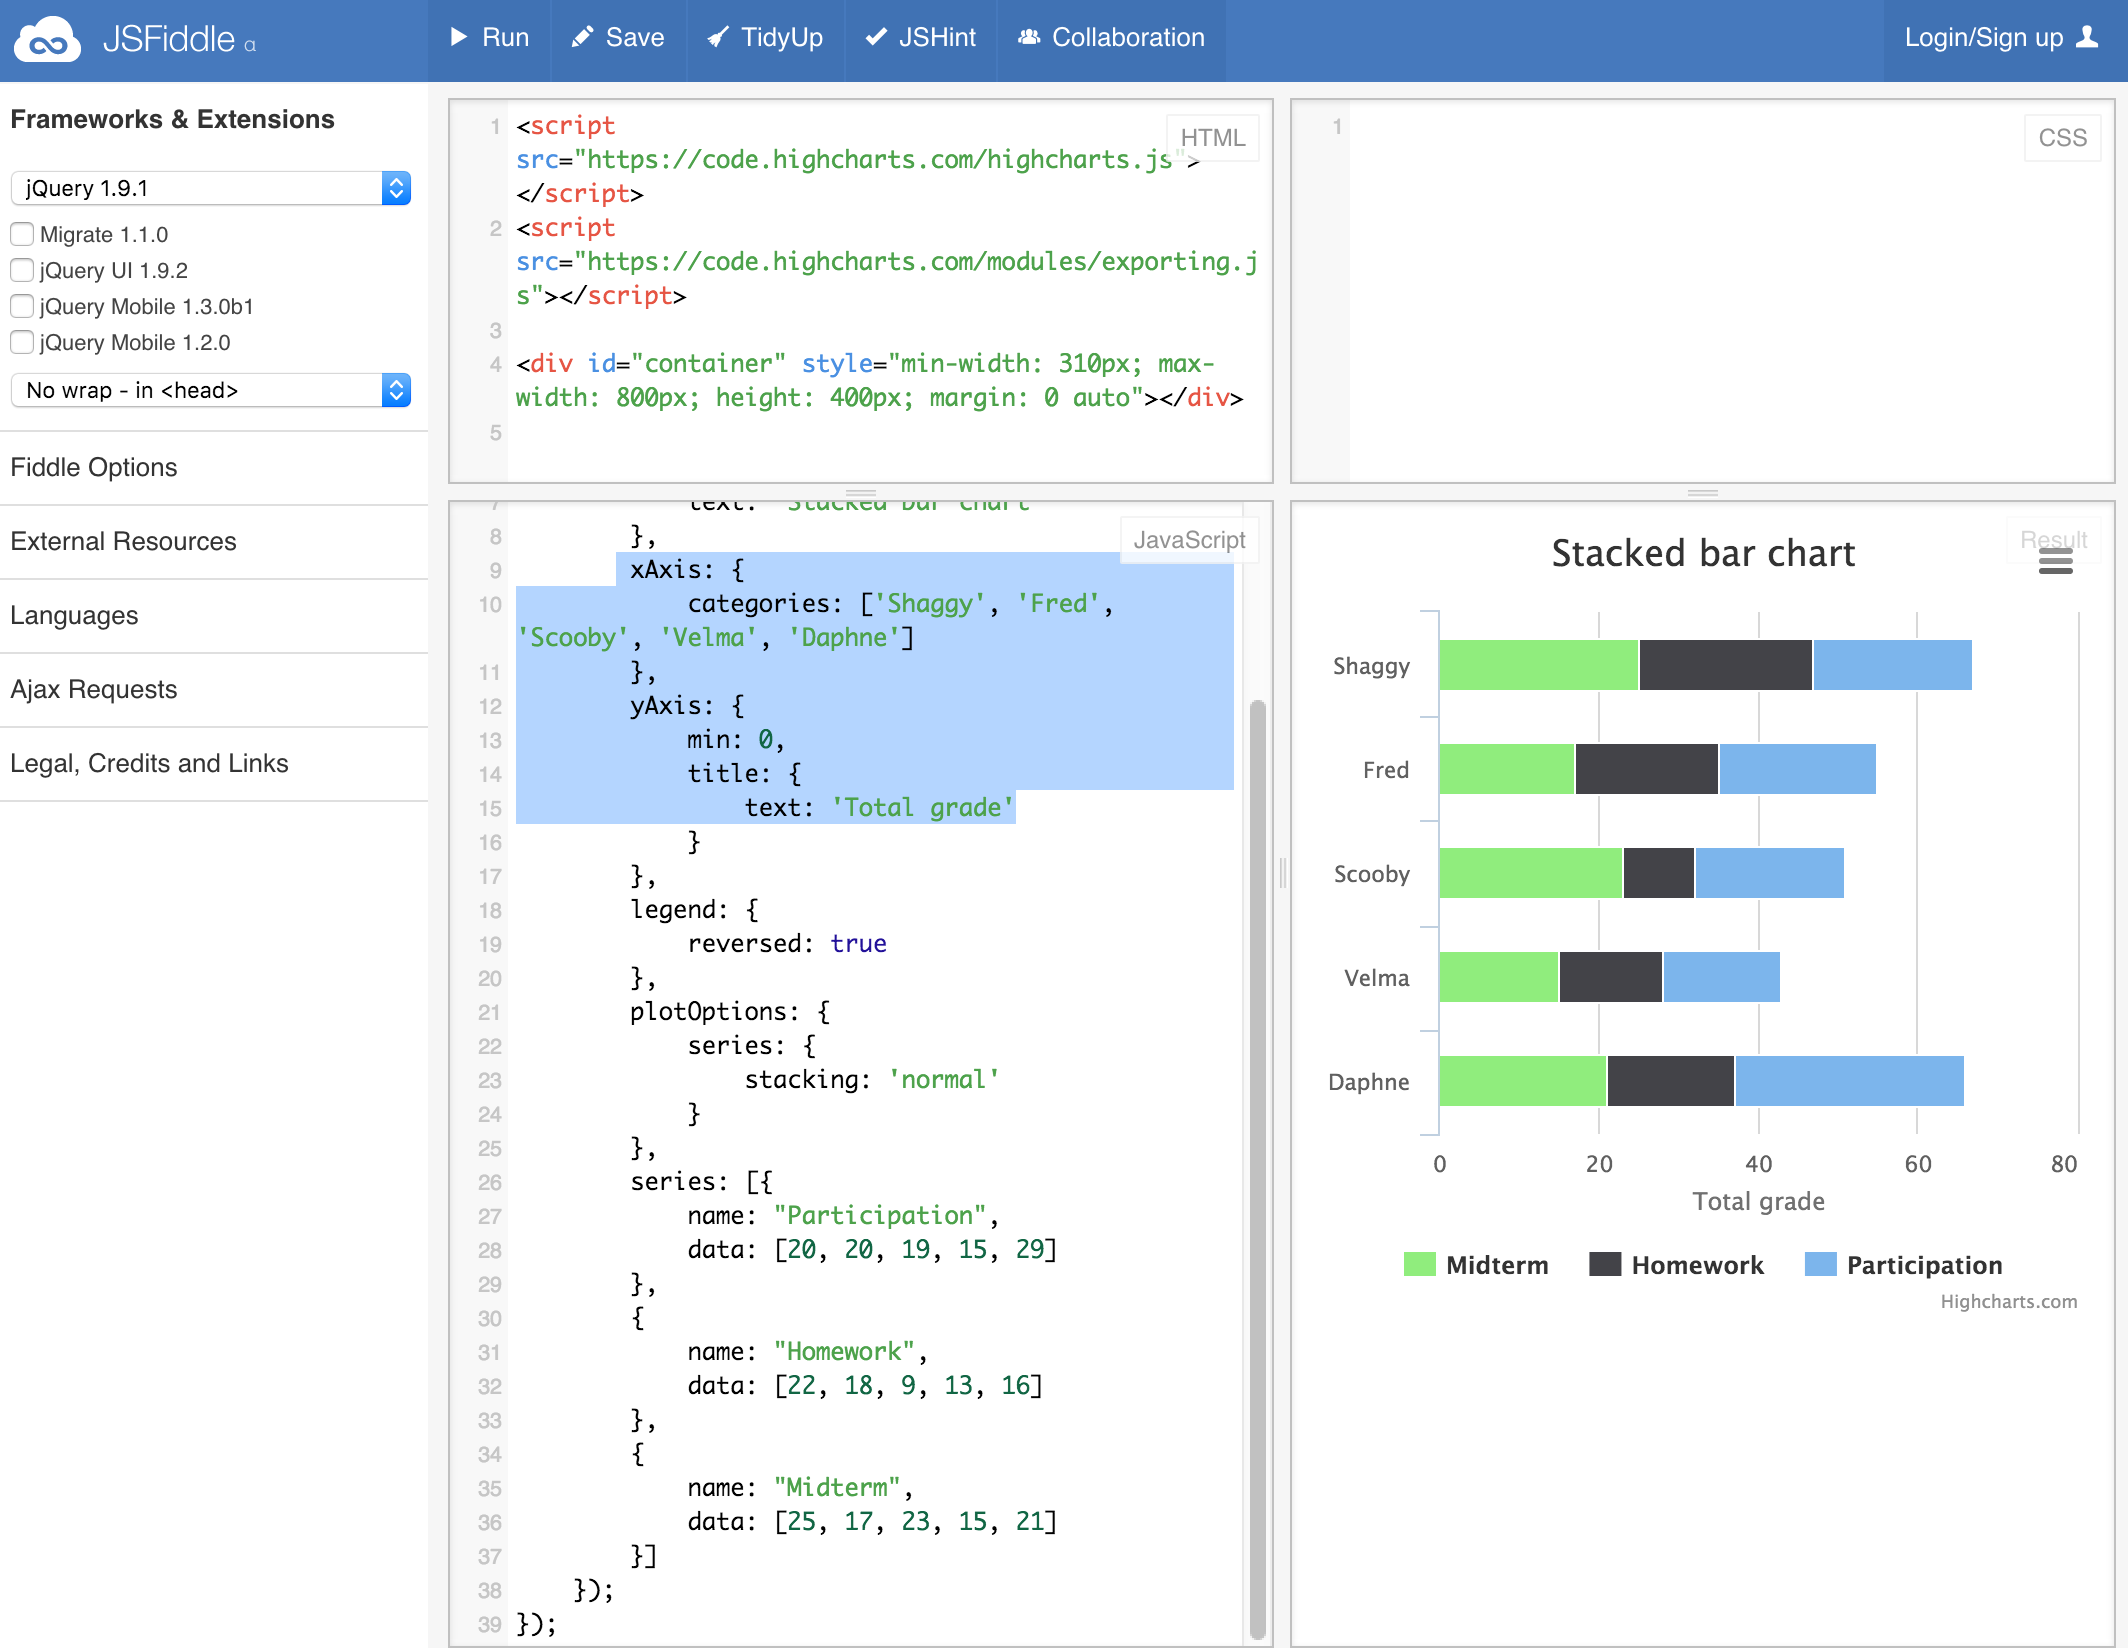 JSFiddle α
Run
Save
TidyUp
JSHint
Collaboration
Login/Sign up
Frameworks & Extensions
jQuery 1.9.1
Migrate 1.1.0
jQuery UI 1.9.2
jQuery Mobile 1.3.0b1
jQuery Mobile 1.2.0
No wrap - in <head>
Fiddle Options
External Resources
Languages
Ajax Requests
Legal, Credits and Links
HTML
1 <script
src="https://code.highcharts.com/highcharts.js">
</script>
2 <script
src="https://code.highcharts.com/modules/exporting.j
s"></script>
3
4 <div id="container" style="min-width: 310px; max-
width: 800px; height: 400px; margin: 0 auto"></div>
5
CSS
1
JavaScript
7 text: 'Stacked bar chart'
8 },
9 xAxis: {
10 categories: ['Shaggy', 'Fred',
'Scooby', 'Velma', 'Daphne']
11 },
12 yAxis: {
13 min: 0,
14 title: {
15 text: 'Total grade'
16 }
17 },
18 legend: {
19 reversed: true
20 },
21 plotOptions: {
22 series: {
23 stacking: 'normal'
24 }
25 },
26 series: [{
27 name: "Participation",
28 data: [20, 20, 19, 15, 29]
29 },
30 {
31 name: "Homework",
32 data: [22, 18, 9, 13, 16]
33 },
34 {
35 name: "Midterm",
36 data: [25, 17, 23, 15, 21]
37 }]
38 });
39 });
Result
Stacked bar chart
Shaggy
Fred
Scooby
Velma
Daphne
0 20 40 60 80
Total grade
Midterm Homework Participation
Highcharts.com